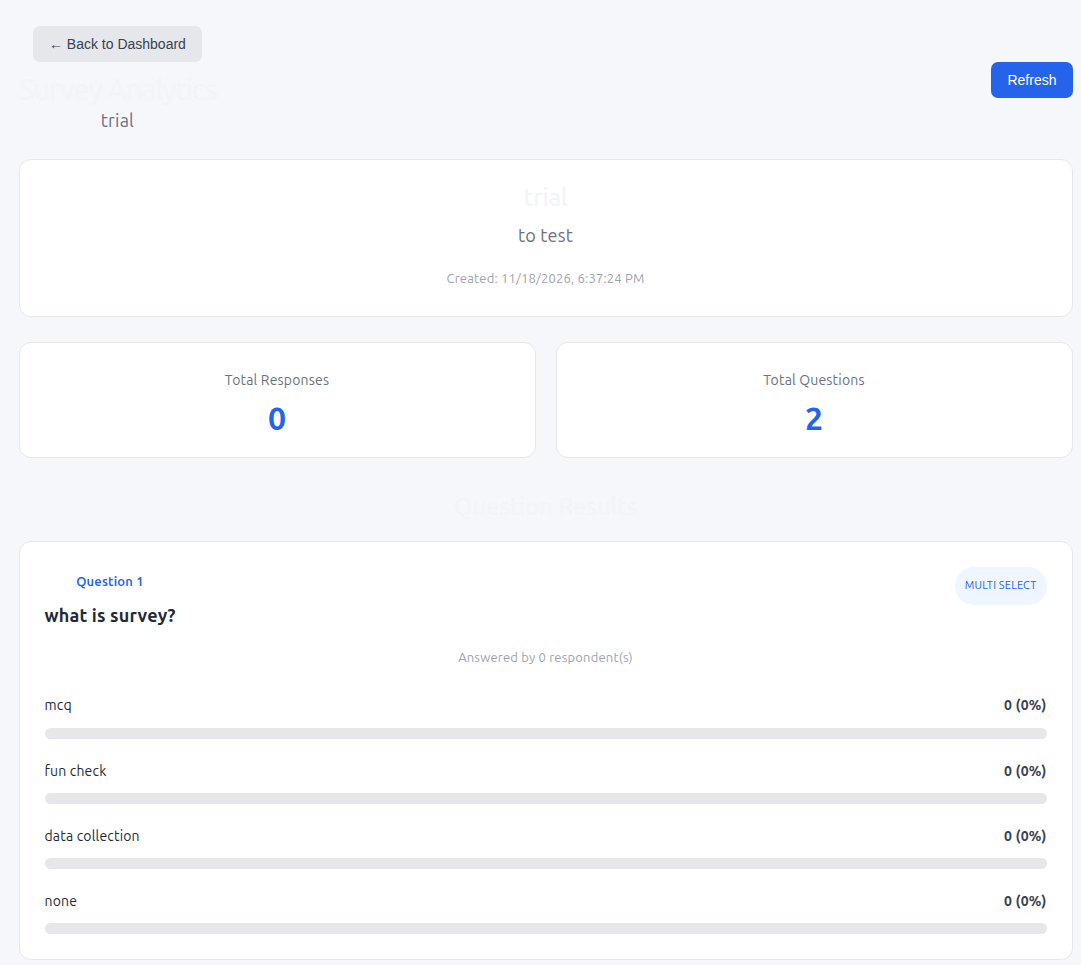 ← Back to Dashboard
Survey Analytics
Refresh
trial
trial
to test
Created: 11/18/2026, 6:37:24 PM
Total Responses
0
Total Questions
2
Question Results
Question 1
MULTI SELECT
what is survey?
Answered by 0 respondent(s)
mcq
0 (0%)
fun check
0 (0%)
data collection
0 (0%)
none
0 (0%)